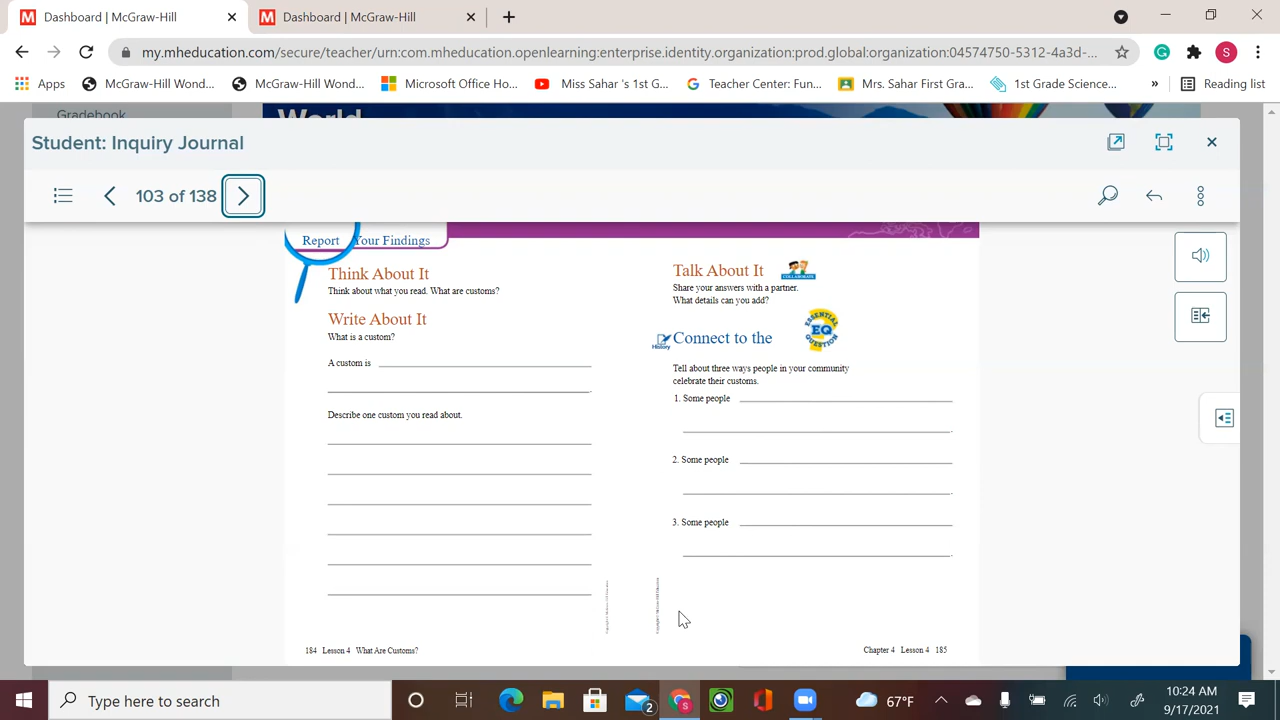 Dashboard | McGraw-Hill
Dashboard | McGraw-Hill
my.mheducation.com/secure/teacher/urn:com.mheducation.openlearning:enterprise.identity.organization:prod.global:organization:04574750-5312-4a3d-...
S
Apps
McGraw-Hill Wond...
McGraw-Hill Wond...
Microsoft Office Ho...
Miss Sahar 's 1st G...
Teacher Center: Fun...
Mrs. Sahar First Gra...
1st Grade Science...
»
Reading list
Gradebook
World
Student: Inquiry Journal
103 of 138
Report Your Findings
Think About It
Think about what you read. What are customs?
Write About It
What is a custom?
A custom is
Describe one custom you read about.
184 Lesson 4 What Are Customs?
Talk About It
COLLABORATE
Share your answers with a partner.
What details can you add?
History
Connect to the
ESSENTIAL
EQ
QUESTION
Tell about three ways people in your community
celebrate their customs.
1. Some people
2. Some people
3. Some people
Chapter 4 Lesson 4 185
Type here to search
2
67°F
10:24 AM
9/17/2021